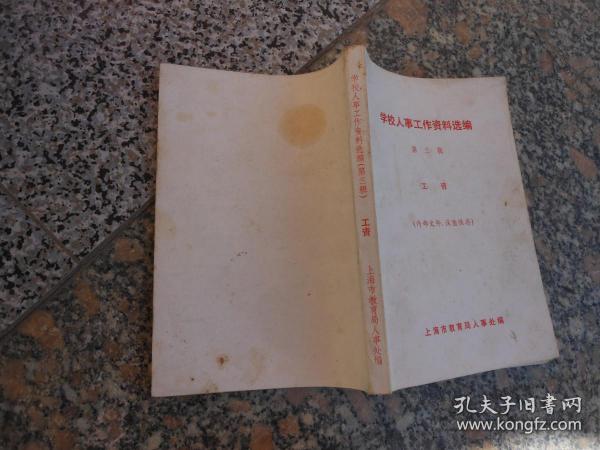 学校人事工作资料选编
第三辑
工资
(内部文件,注意保存)
上海市教育局人事处编
学校人事工作资料选编(第三辑) 工资 上海市教育局人事处编
孔夫子旧书网
www.kongfz.com